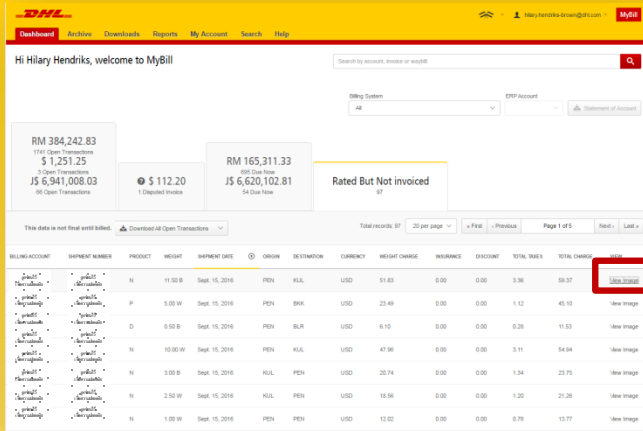 DHL
hilary.hendriks-brown@dhl.com
MyBill
Dashboard Archive Downloads Reports My Account Search Help
Hi Hilary Hendriks, welcome to MyBill
Search by account, invoice or waybill
Billing System
All
ERP Account
Statement of Account
RM 384,242.83
1741 Open Transactions
$ 1,251.25
3 Open Transactions
J$ 6,941,008.03
66 Open Transactions
$ 112.20
1 Disputed Invoice
RM 165,311.33
695 Due Now
J$ 6,620,102.81
54 Due Now
Rated But Not invoiced
97
This data is not final until billed.
Download All Open Transactions
Total records: 97
20 per page
« First
‹ Previous
Page 1 of 5
Next ›
Last »
BILLING ACCOUNT SHIPMENT NUMBER PRODUCT WEIGHT SHIPMENT DATE ORIGIN DESTINATION CURRENCY WEIGHT CHARGE INSURANCE DISCOUNT TOTAL TAXES TOTAL CHARGE VIEW
N 11.50 B Sept. 15, 2016 PEN KUL USD 51.83 0.00 0.00 3.36 59.37 View Image
P 5.00 W Sept. 15, 2016 PEN BKK USD 23.49 0.00 0.00 1.12 45.10 View Image
D 0.50 B Sept. 15, 2016 PEN BLR USD 6.10 0.00 0.00 0.28 11.53 View Image
N 10.00 W Sept. 15, 2016 PEN KUL USD 47.96 0.00 0.00 3.11 54.94 View Image
N 3.00 B Sept. 15, 2016 KUL PEN USD 20.74 0.00 0.00 1.34 23.75 View Image
N 2.50 W Sept. 15, 2016 KUL PEN USD 18.56 0.00 0.00 1.20 21.26 View Image
N 1.00 W Sept. 15, 2016 KUL PEN USD 12.02 0.00 0.00 0.78 13.77 View Image